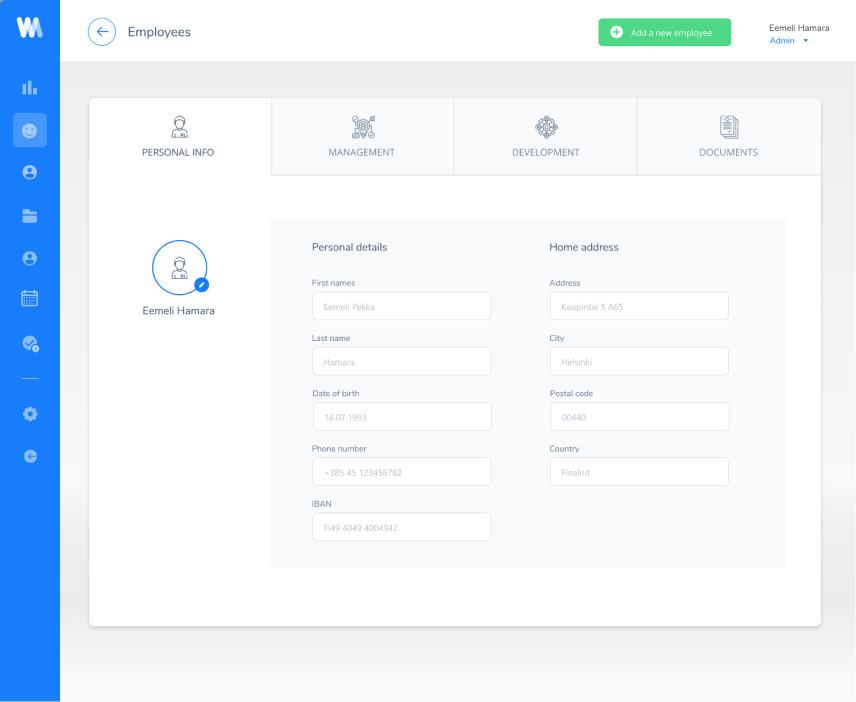 Employees
Add a new employee
Eemeli Hamara
Admin
PERSONAL INFO
MANAGEMENT
DEVELOPMENT
DOCUMENTS
Eemeli Hamara
Personal details
First names
Eemeli Pekka
Last name
Hamara
Date of birth
16.07.1993
Phone number
+385 45 123456782
IBAN
FI49 4049 4004942
Home address
Address
Kaupintie 5 A65
City
Helsinki
Postal code
00440
Country
Finalnd